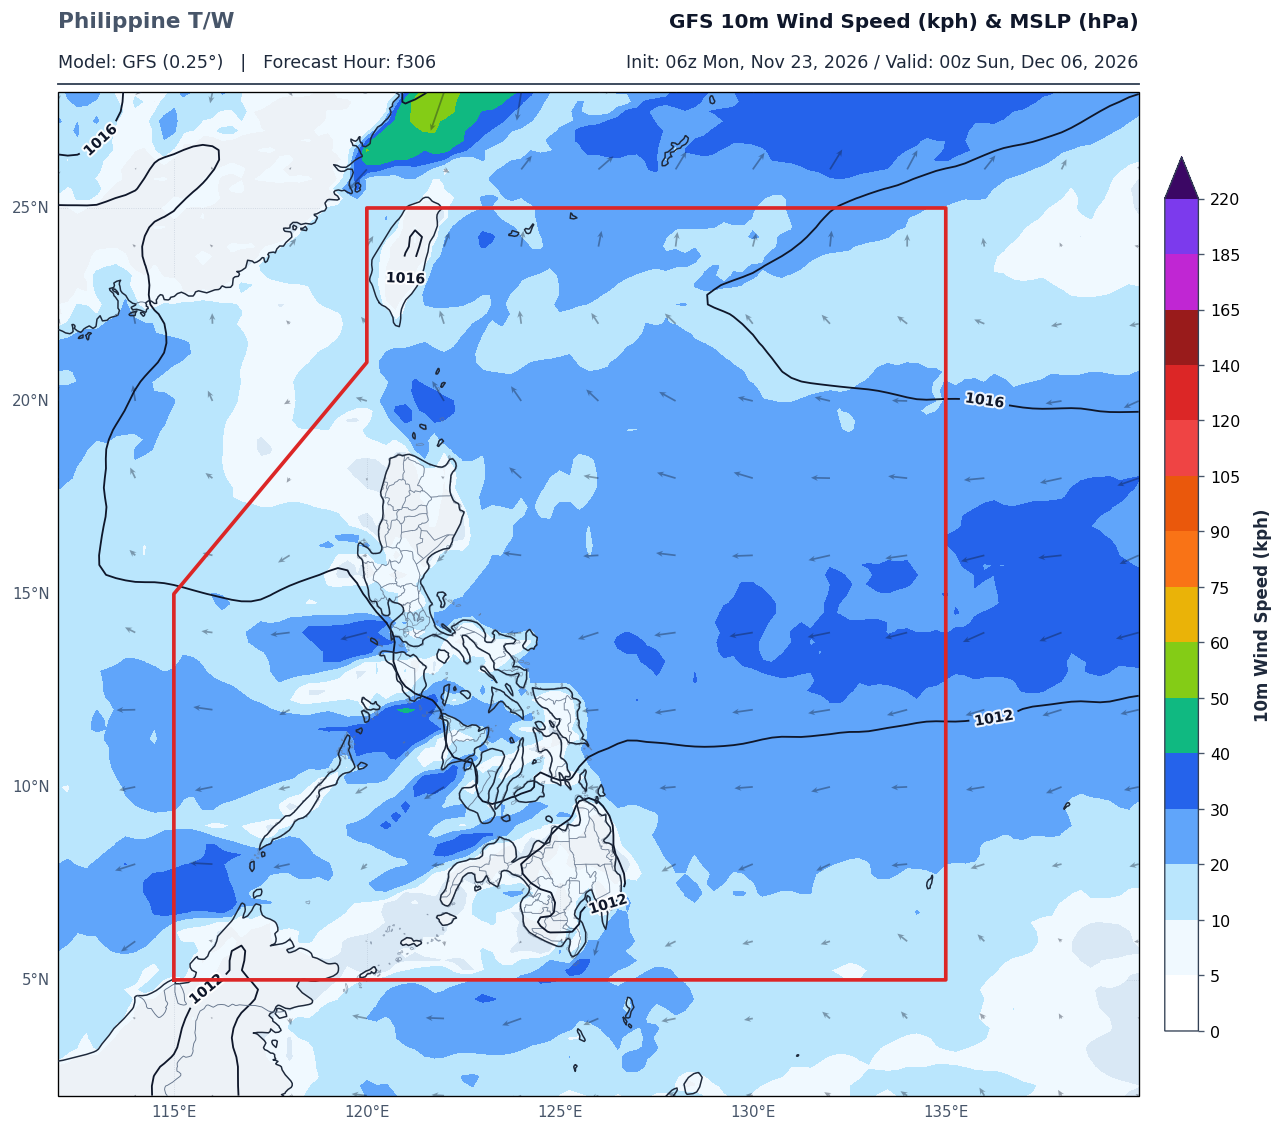 Philippine T/W
GFS 10m Wind Speed (kph) & MSLP (hPa)
Model: GFS (0.25°) | Forecast Hour: f306
Init: 06z Mon, Nov 23, 2026 / Valid: 00z Sun, Dec 06, 2026
1016
1016
1016
1012
1012
1012
25°N
20°N
15°N
10°N
5°N
115°E
120°E
125°E
130°E
135°E
220
185
165
140
120
105
90
75
60
50
40
30
20
10
5
0
10m Wind Speed (kph)